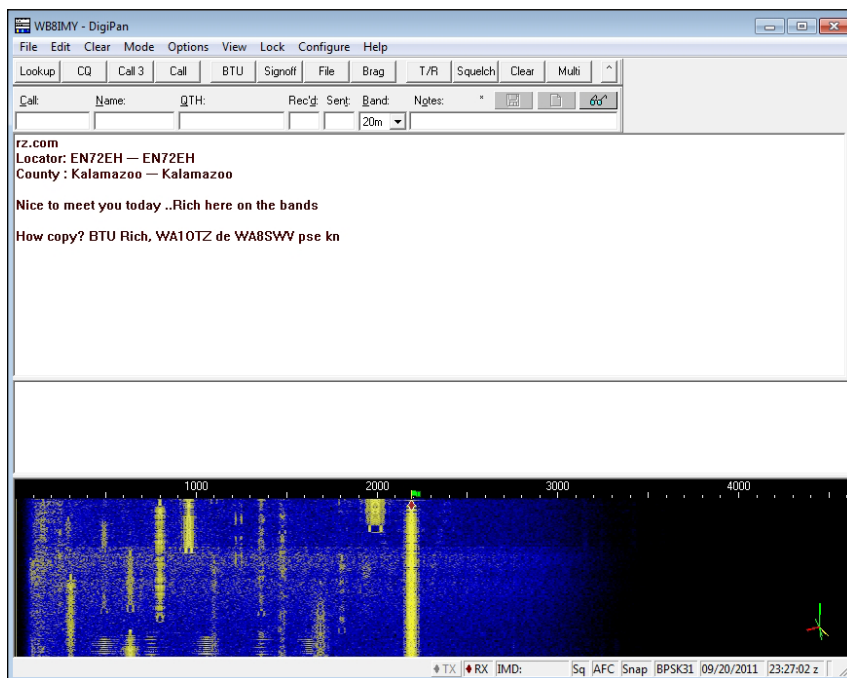 WB8IMY - DigiPan
File Edit Clear Mode Options View Lock Configure Help
Lookup CQ Call 3 Call BTU Signoff File Brag T/R Squelch Clear Multi ^
Call: Name: QTH: Rec'd: Sent: Band: Notes: *
20m
rz.com
Locator: EN72EH — EN72EH
County : Kalamazoo — Kalamazoo
Nice to meet you today ..Rich here on the bands
How copy? BTU Rich, WA1OTZ de WA8SWV pse kn
1000 2000 3000 4000
TX RX IMD: Sq AFC Snap BPSK31 09/20/2011 23:27:02 z